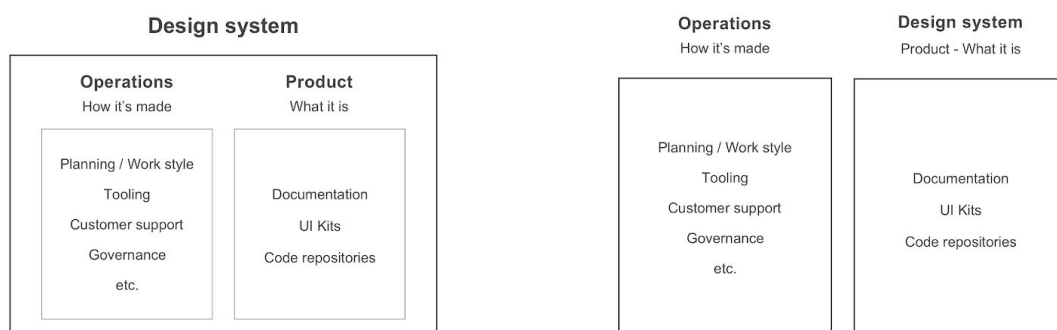 Design system
Operations
How it's made
Planning / Work style
Tooling
Customer support
Governance
etc.
Product
What it is
Documentation
UI Kits
Code repositories
Operations
How it's made
Planning / Work style
Tooling
Customer support
Governance
etc.
Design system
Product - What it is
Documentation
UI Kits
Code repositories